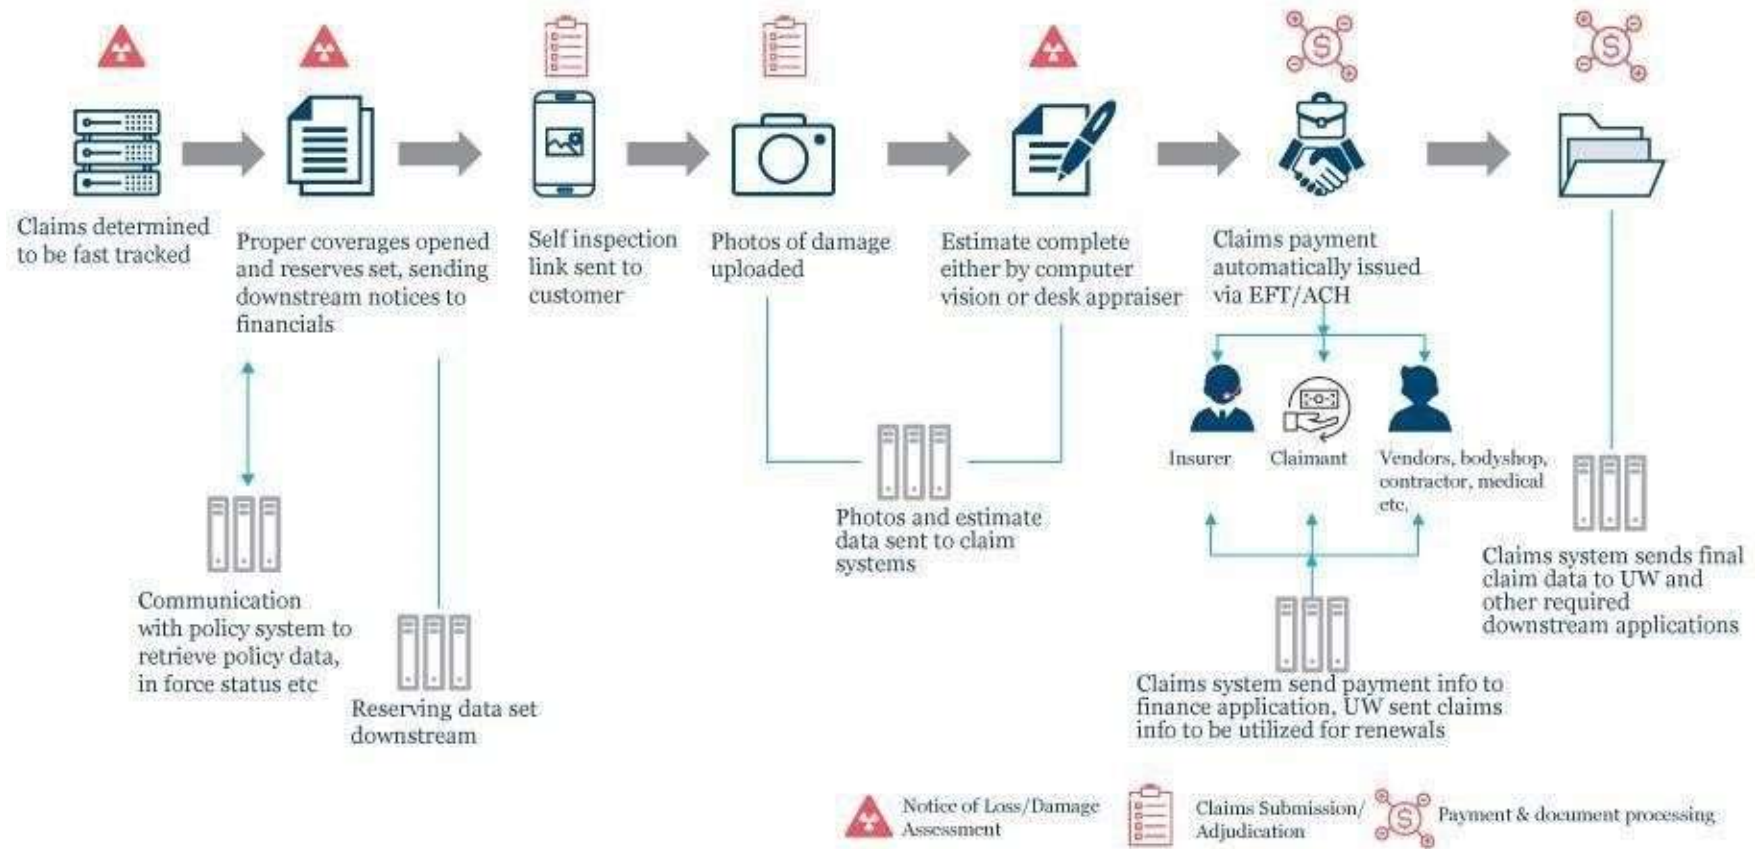 Claims determined
to be fast tracked
Proper coverages opened
and reserves set, sending
downstream notices to
financials
Self inspection
link sent to
customer
Photos of damage
uploaded
Estimate complete
either by computer
vision or desk appraiser
Claims payment
automatically issued
via EFT/ACH
Insurer
Claimant
Vendors, bodyshop,
contractor, medical
etc.
Communication
with policy system to
retrieve policy data,
in force status etc
Reserving data set
downstream
Photos and estimate
data sent to claim
systems
Claims system send payment info to
finance application, UW sent claims
info to be utilized for renewals
Claims system sends final
claim data to UW and
other required
downstream applications
Notice of Loss/Damage
Assessment
Claims Submission/
Adjudication
Payment & document processing